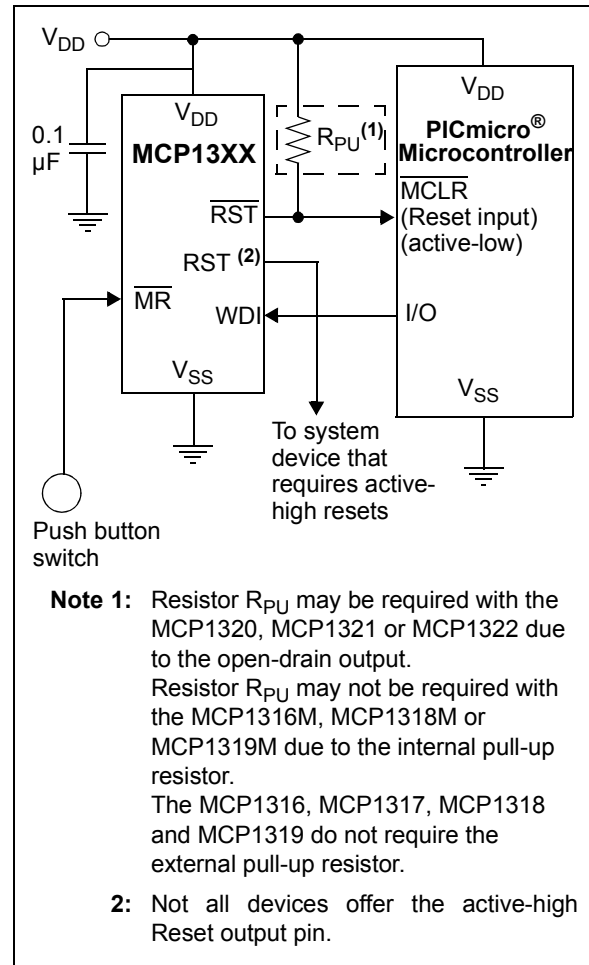 VDD
VDD
0.1
µF
MCP13XX
RPU(1)
VDD
PICmicro®
Microcontroller
RST
MCLR
(Reset input)
(active-low)
RST (2)
MR
WDI
I/O
VSS
VSS
To system
device that
requires active-
high resets
Push button
switch
Note 1: Resistor RPU may be required with the
MCP1320, MCP1321 or MCP1322 due
to the open-drain output.
Resistor RPU may not be required with
the MCP1316M, MCP1318M or
MCP1319M due to the internal pull-up
resistor.
The MCP1316, MCP1317, MCP1318
and MCP1319 do not require the
external pull-up resistor.
2: Not all devices offer the active-high
Reset output pin.